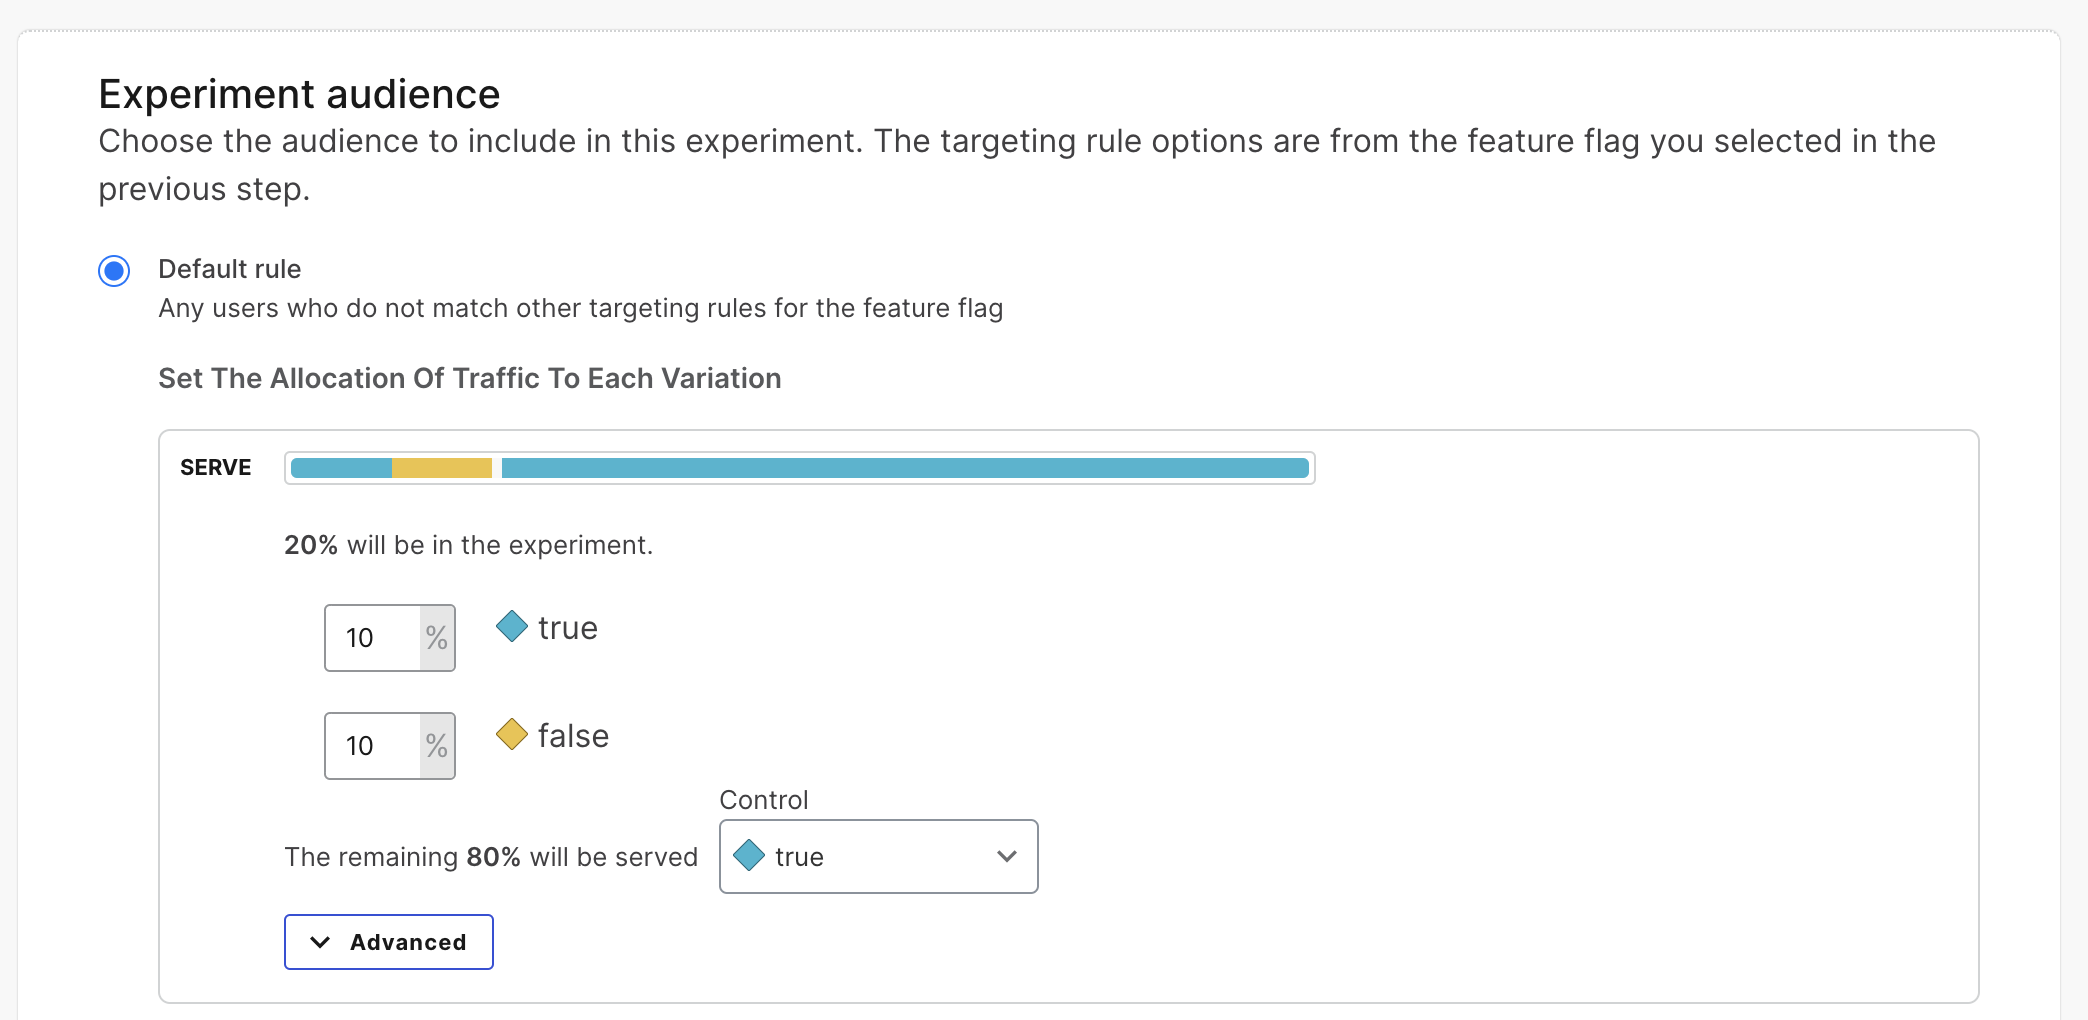 Experiment audience
Choose the audience to include in this experiment. The targeting rule options are from the feature flag you selected in the
previous step.
Default rule
Any users who do not match other targeting rules for the feature flag
Set The Allocation Of Traffic To Each Variation
SERVE
20% will be in the experiment.
10 % true
10 % false
Control
The remaining 80% will be served true
Advanced